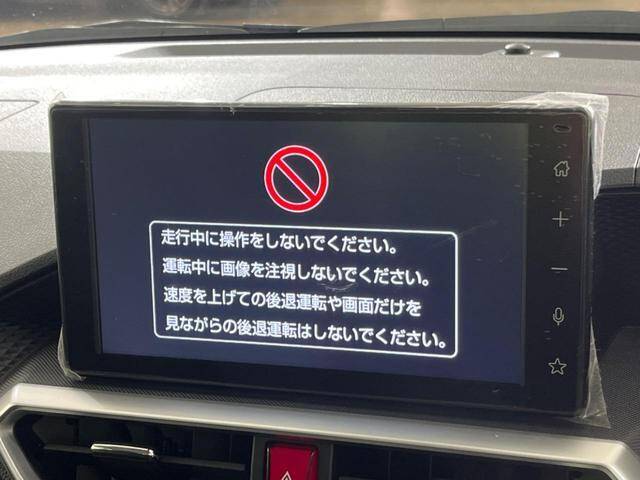 走行中に操作をしないでください。
運転中に画像を注視しないでください。
速度を上げての後退運転や画面だけを
見ながらの後退運転はしないでください。